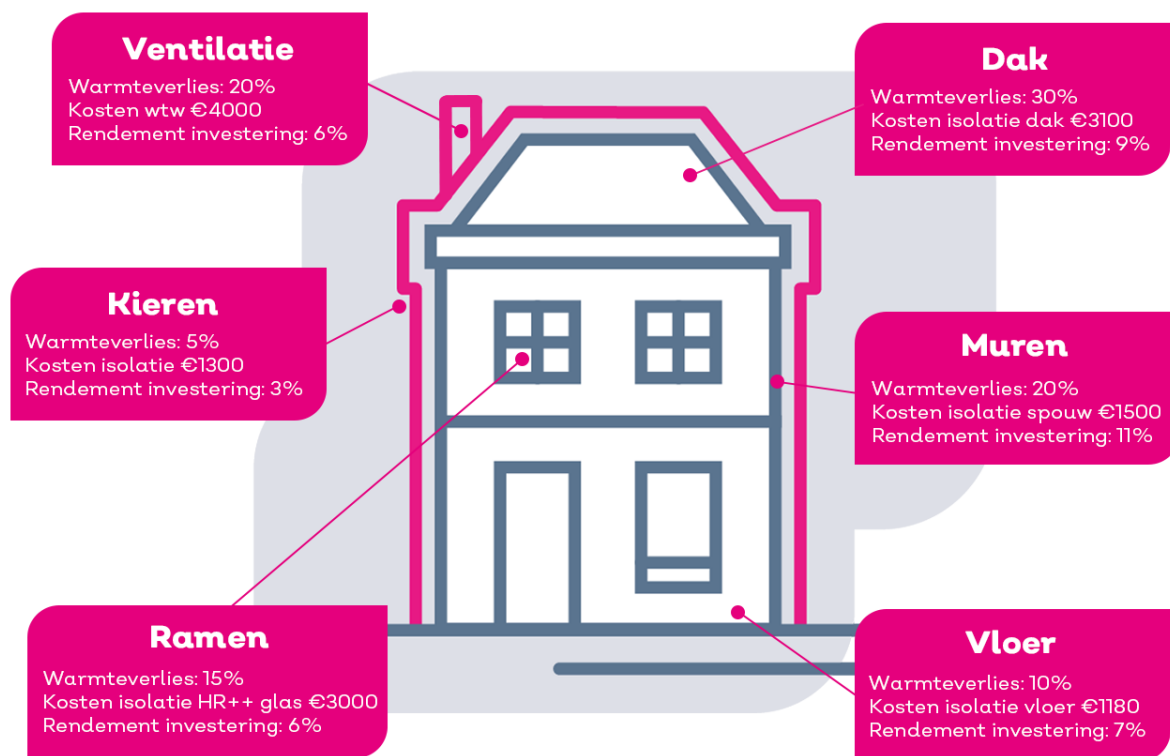 Ventilatie
Warmteverlies: 20%
Kosten wtw €4000
Rendement investering: 6%
Dak
Warmteverlies: 30%
Kosten isolatie dak €3100
Rendement investering: 9%
Kieren
Warmteverlies: 5%
Kosten isolatie €1300
Rendement investering: 3%
Muren
Warmteverlies: 20%
Kosten isolatie spouw €1500
Rendement investering: 11%
Ramen
Warmteverlies: 15%
Kosten isolatie HR++ glas €3000
Rendement investering: 6%
Vloer
Warmteverlies: 10%
Kosten isolatie vloer €1180
Rendement investering: 7%